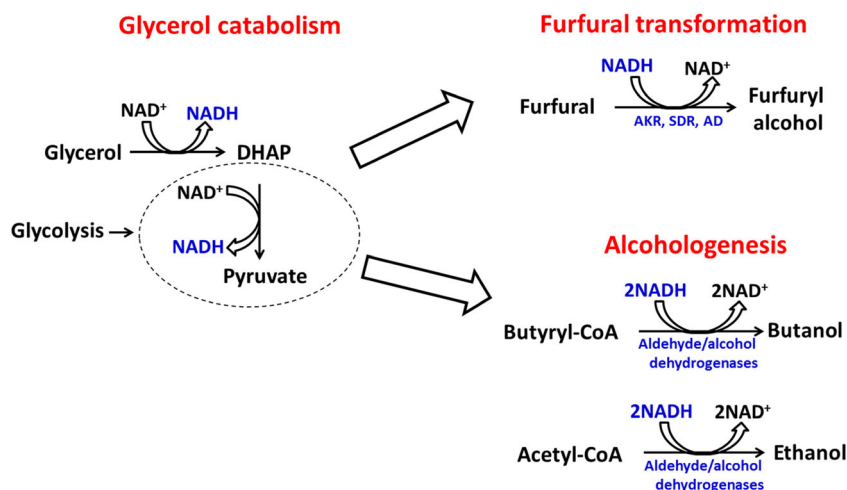 Glycerol catabolism
NAD⁺
NADH
Glycerol
DHAP
NAD⁺
Glycolysis
NADH
Pyruvate
Furfural transformation
NADH
NAD⁺
Furfural
Furfuryl
alcohol
AKR, SDR, AD
Alcohologenesis
2NADH
2NAD⁺
Butyryl-CoA
Butanol
Aldehyde/alcohol
dehydrogenases
2NADH
2NAD⁺
Acetyl-CoA
Ethanol
Aldehyde/alcohol
dehydrogenases